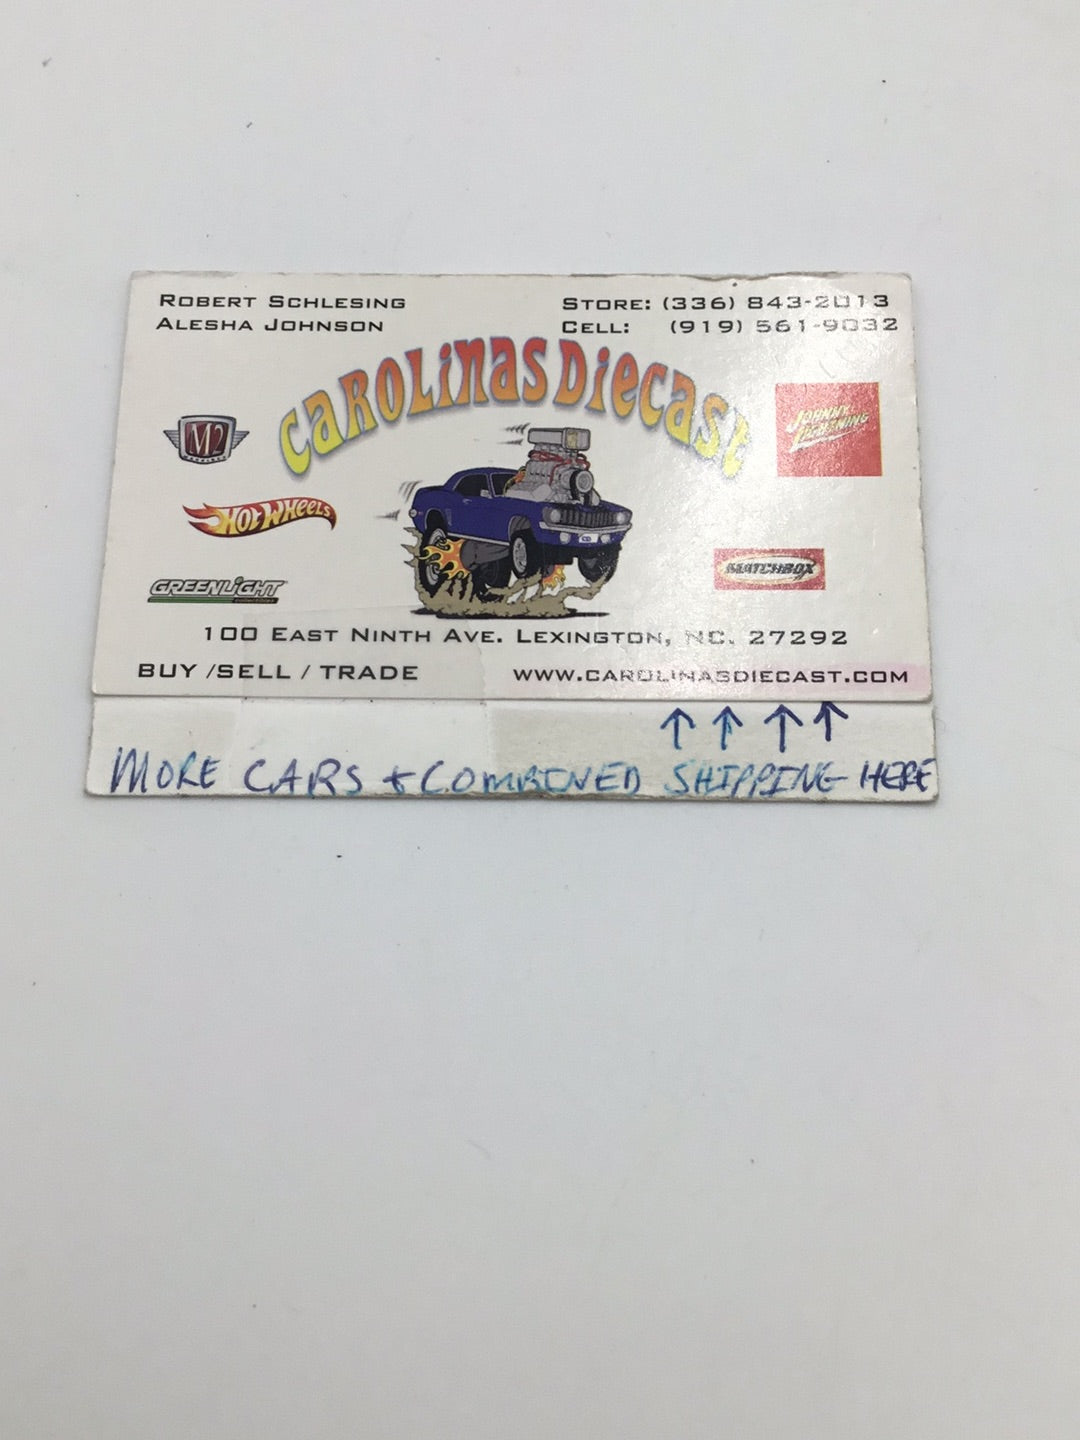 ROBERT SCHLESING
ALESHA JOHNSON
STORE: (336) 843-2013
CELL: (919) 561-9032
CAROLINAS DIECAST
M2
MACHINES
JOHNNY
LIGHTNING
HOT WHEELS
MATCHBOX
GREENLIGHT
100 EAST NINTH AVE. LEXINGTON, NC. 27292
BUY /SELL / TRADE
WWW.CAROLINASDIECAST.COM
MORE CARS + COMBINED SHIPPING HERE